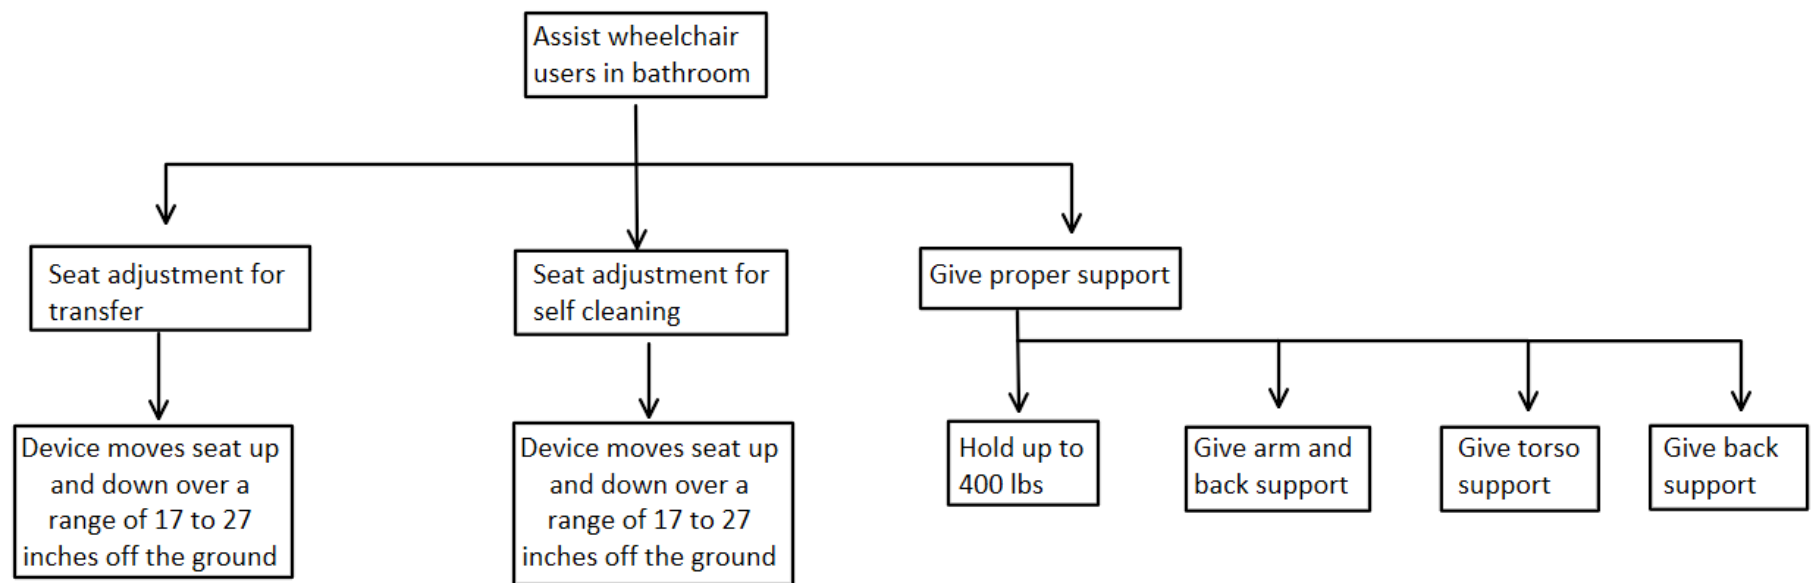 Assist wheelchair
users in bathroom
Seat adjustment for
transfer
Seat adjustment for
self cleaning
Give proper support
Device moves seat up
and down over a
range of 17 to 27
inches off the ground
Device moves seat up
and down over a
range of 17 to 27
inches off the ground
Hold up to
400 lbs
Give arm and
back support
Give torso
support
Give back
support